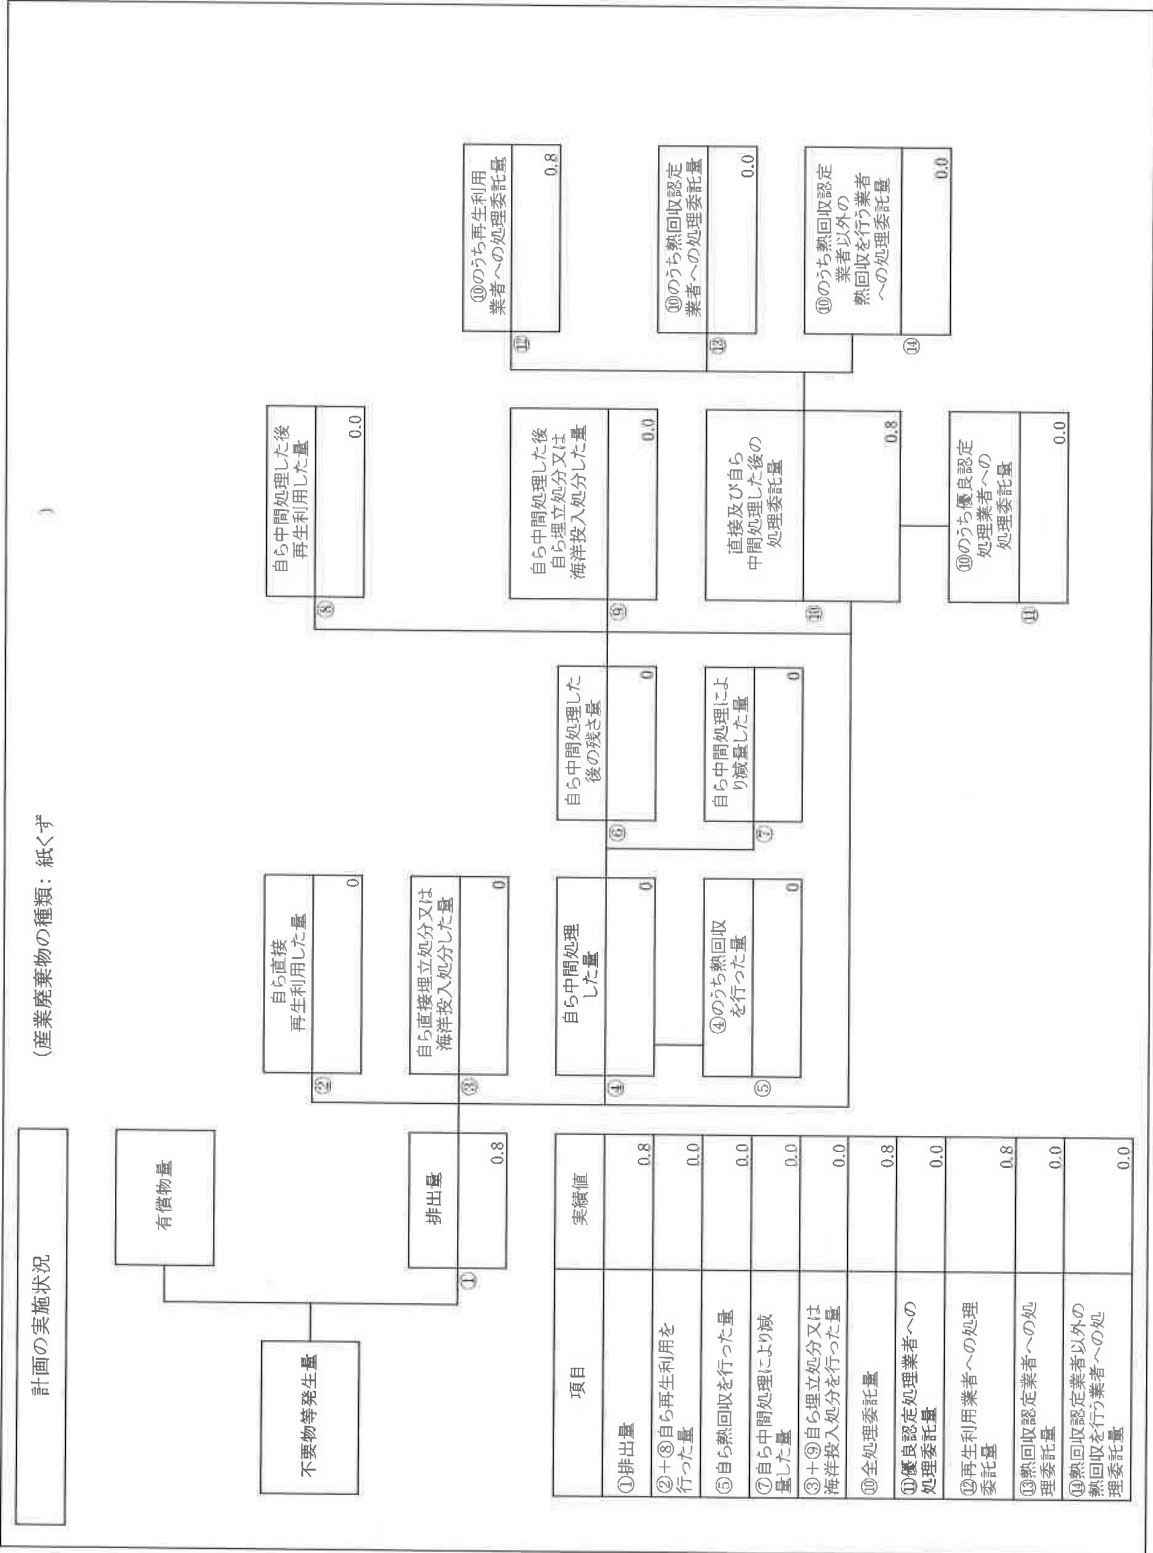 計画の実施状況
(産業廃棄物の種類: 紙くず )
不要物等発生量
有償物量
①
排出量
0.8
②
自ら直接
再生利用した量
0
③
自ら直接埋立処分又は
海洋投入処分した量
0
④
自ら中間処理
した量
0
⑤
④のうち熱回収
を行った量
0
⑥
自ら中間処理した
後の残さ量
0
⑦
自ら中間処理によ
り減量した量
0
⑧
自ら中間処理した後
再生利用した量
0.0
⑨
自ら中間処理した後
自ら埋立処分又は
海洋投入処分した量
0.0
⑩
直接及び自ら
中間処理した後の
処理委託量
0.8
⑪
⑩のうち優良認定
処理業者への
処理委託量
0.0
⑫
⑩のうち再生利用
業者への処理委託量
0.8
⑬
⑩のうち熱回収認定
業者への処理委託量
0.0
⑭
⑩のうち熱回収認定
業者以外の
熱回収を行う業者
への処理委託量
0.0
項目 実績値
①排出量 0.8
②+⑧自ら再生利用を
行った量 0.0
⑤自ら熱回収を行った量 0.0
⑦自ら中間処理により減
量した量 0.0
③+⑨自ら埋立処分又は
海洋投入処分を行った量 0.0
⑩全処理委託量 0.8
⑪優良認定処理業者への
処理委託量 0.0
⑫再生利用業者への処理
委託量 0.8
⑬熱回収認定業者への処
理委託量 0.0
⑭熱回収認定業者以外の
熱回収を行う業者への処
理委託量 0.0